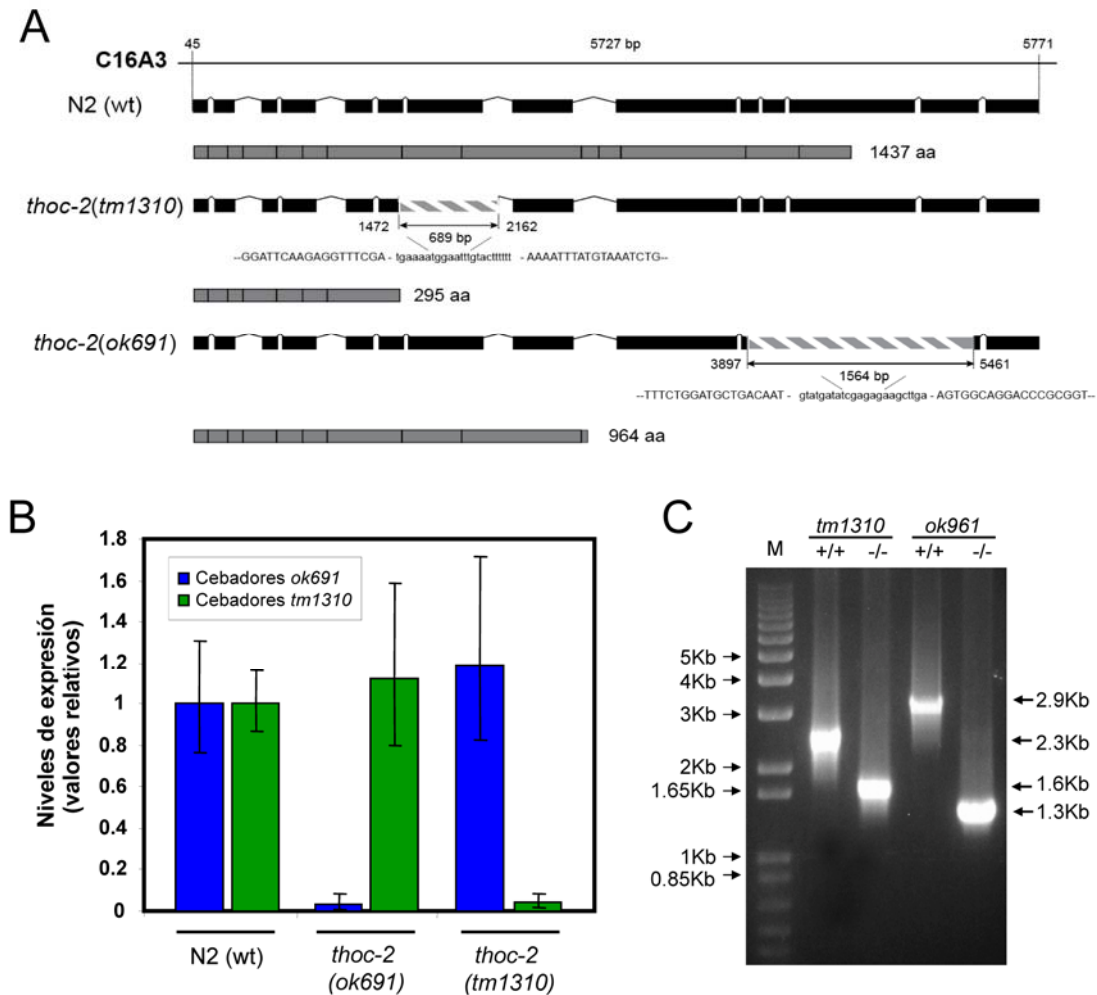 A
45
5727 bp
5771
C16A3
N2 (wt)
1437 aa
thoc-2(tm1310)
1472
689 bp
2162
--GGATTCAAGAGGTTTCGA - tgaaaatggaatttgtactttttt - AAAATTTATGTAAATCTG--
295 aa
thoc-2(ok691)
3897
1564 bp
5461
--TTTCTGGATGCTGACAAT - gtatgatatcgagagaagcttga - AGTGGCAGGACCCGCGGT--
964 aa
B
Niveles de expresión
(valores relativos)
1.8
1.6
1.4
1.2
1
0.8
0.6
0.4
0.2
0
Cebadores ok691
Cebadores tm1310
N2 (wt)
thoc-2
(ok691)
thoc-2
(tm1310)
C
tm1310
ok961
M
+/+
-/-
+/+
-/-
5Kb
4Kb
3Kb
2Kb
1.65Kb
1Kb
0.85Kb
2.9Kb
2.3Kb
1.6Kb
1.3Kb